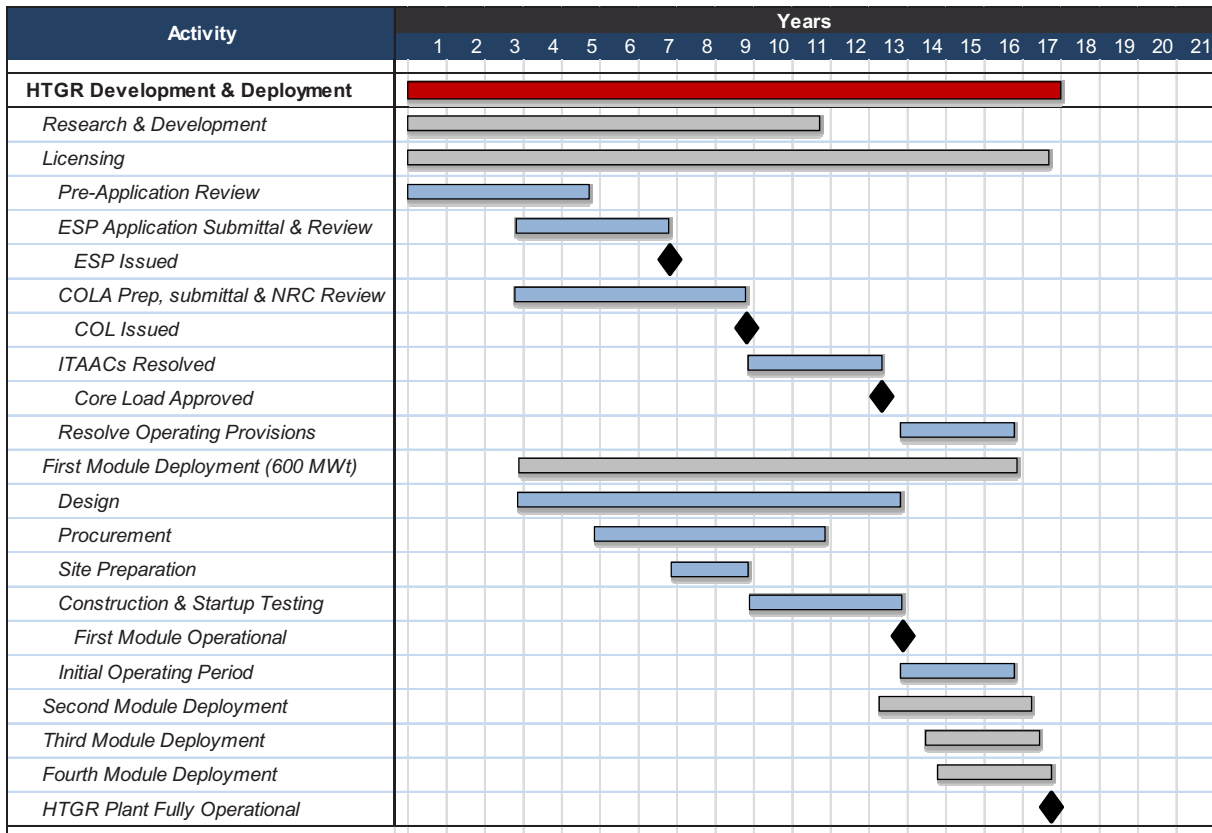 Activity
Years
1 2 3 5 6 7 8 9 10 11 12 13 14 15 16 17 18 19 20 21
HTGR Development & Deployment
Research & Development
Licensing
Pre-Application Review
ESP Application Submittal & Review
ESP Issued
COLA Prep, submittal & NRC Review
COL Issued
ITAACs Resolved
Core Load Approved
Resolve Operating Provisions
First Module Deployment (600 MWt)
Design
Procurement
Site Preparation
Construction & Startup Testing
First Module Operational
Initial Operating Period
Second Module Deployment
Third Module Deployment
Fourth Module Deployment
HTGR Plant Fully Operational